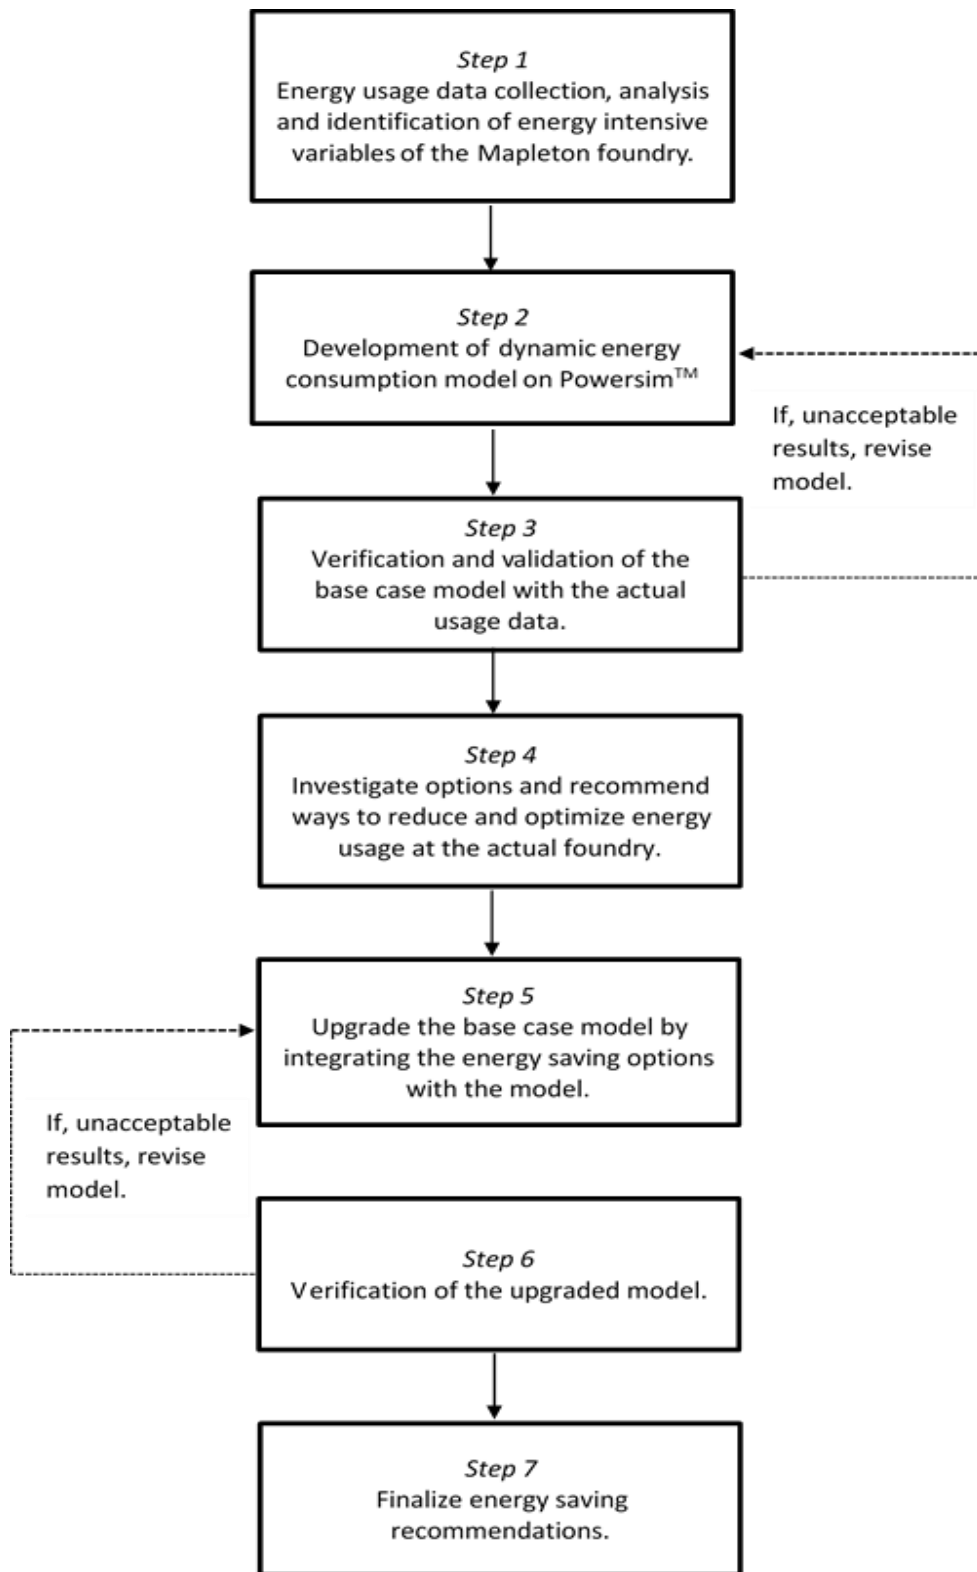 Step 1
Energy usage data collection, analysis
and identification of energy intensive
variables of the Mapleton foundry.
Step 2
Development of dynamic energy
consumption model on Powersim™
If, unacceptable
results, revise
model.
Step 3
Verification and validation of the
base case model with the actual
usage data.
Step 4
Investigate options and recommend
ways to reduce and optimize energy
usage at the actual foundry.
Step 5
Upgrade the base case model by
integrating the energy saving options
with the model.
If, unacceptable
results, revise
model.
Step 6
Verification of the upgraded model.
Step 7
Finalize energy saving
recommendations.